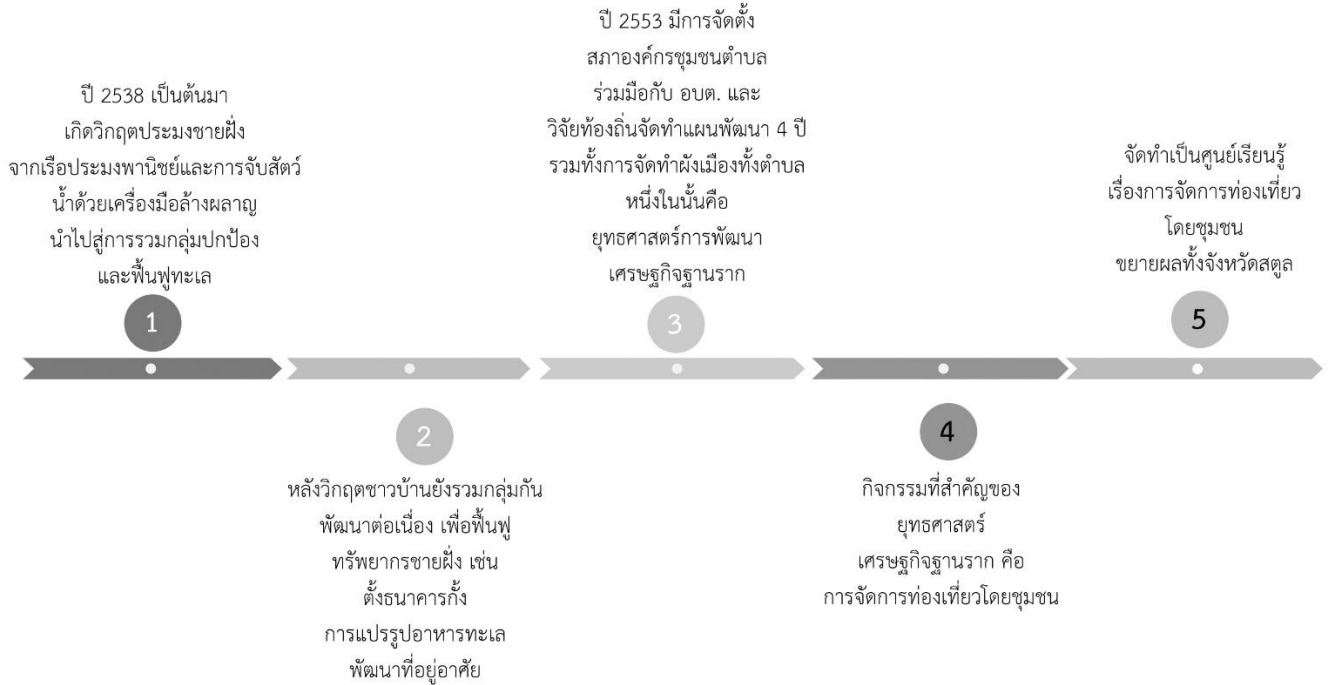 ปี 2538 เป็นต้นมา
เกิดวิกฤตประมงชายฝั่ง
จากเรือประมงพานิชย์และการจับสัตว์
น้ำด้วยเครื่องมือล้างผลาญ
นำไปสู่การรวมกลุ่มปกป้อง
และฟื้นฟูทะเล
1
2
หลังวิกฤตชาวบ้านยังรวมกลุ่มกัน
พัฒนาต่อเนื่อง เพื่อฟื้นฟู
ทรัพยากรชายฝั่ง เช่น
ตั้งธนาคารกั้ง
การแปรรูปอาหารทะเล
พัฒนาที่อยู่อาศัย
ปี 2553 มีการจัดตั้ง
สภาองค์กรชุมชนตำบล
ร่วมมือกับ อบต. และ
วิจัยท้องถิ่นจัดทำแผนพัฒนา 4 ปี
รวมทั้งการจัดทำผังเมืองทั้งตำบล
หนึ่งในนั้นคือ
ยุทธศาสตร์การพัฒนา
เศรษฐกิจฐานราก
3
4
กิจกรรมที่สำคัญของ
ยุทธศาสตร์
เศรษฐกิจฐานราก คือ
การจัดการท่องเที่ยวโดยชุมชน
จัดทำเป็นศูนย์เรียนรู้
เรื่องการจัดการท่องเที่ยว
โดยชุมชน
ขยายผลทั้งจังหวัดสตูล
5